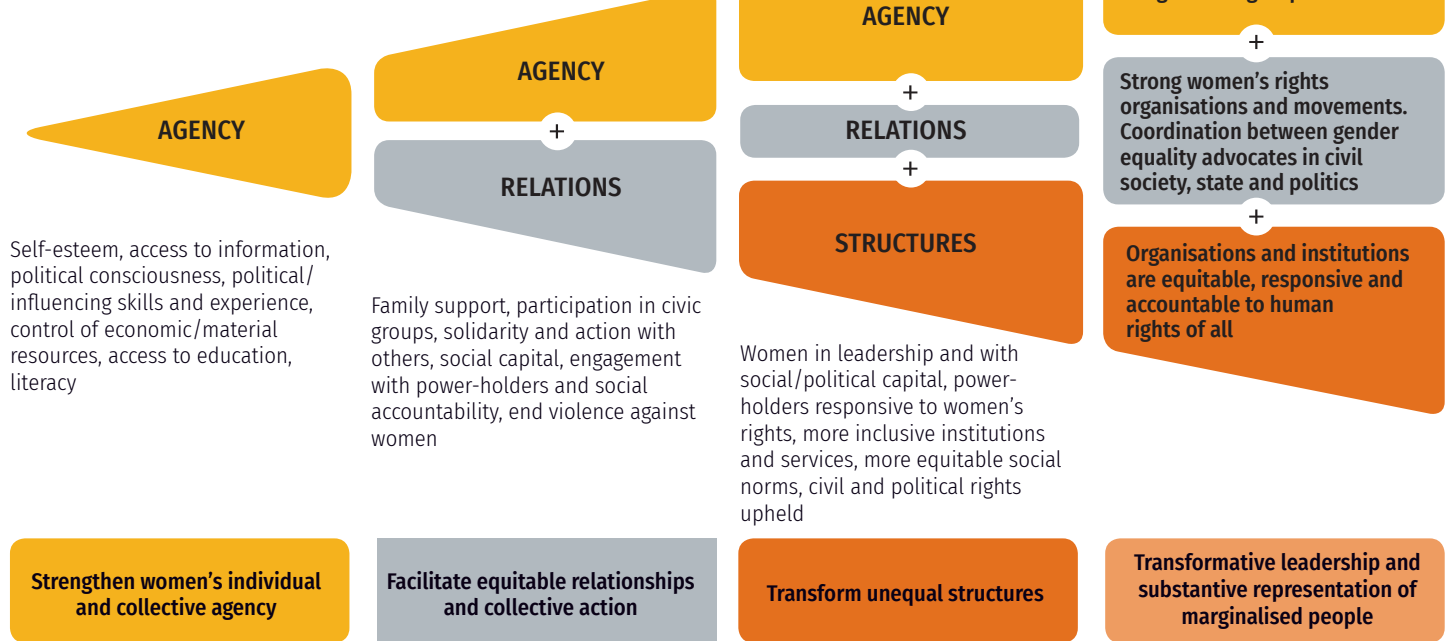 AGENCY
Self-esteem, access to information,
political consciousness, political/
influencing skills and experience,
control of economic/material
resources, access to education,
literacy
Strengthen women's individual
and collective agency
AGENCY
+
RELATIONS
Family support, participation in civic
groups, solidarity and action with
others, social capital, engagement
with power-holders and social
accountability, end violence against
women
Facilitate equitable relationships
and collective action
AGENCY
+
RELATIONS
+
STRUCTURES
Women in leadership and with
social/political capital, power-
holders responsive to women's
rights, more inclusive institutions
and services, more equitable social
norms, civil and political rights
upheld
Transform unequal structures
+
Strong women's rights
organisations and movements.
Coordination between gender
equality advocates in civil
society, state and politics
+
Organisations and institutions
are equitable, responsive and
accountable to human
rights of all
Transformative leadership and
substantive representation of
marginalised people